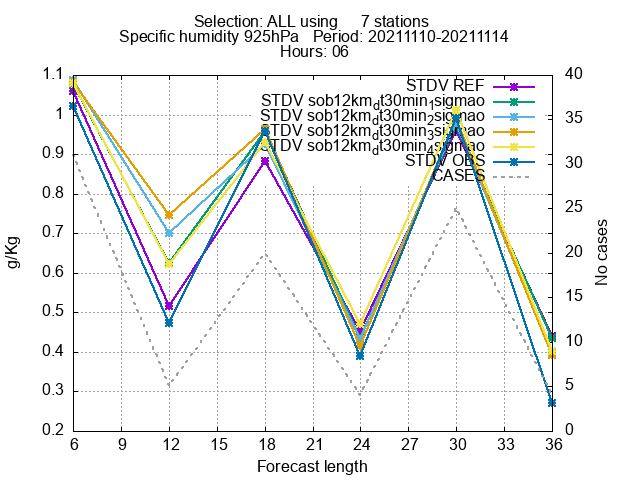 Selection: ALL using     7 stations
Specific humidity 925hPa   Period: 20211110-20211114
Hours: 06
STDV REF
STDV sob12km_dt30min_1sigmao
STDV sob12km_dt30min_2sigmao
STDV sob12km_dt30min_3sigmao
STDV sob12km_dt30min_4sigmao
STDV OBS
CASES
g/Kg
No cases
1.1
1
0.9
0.8
0.7
0.6
0.5
0.4
0.3
0.2
40
35
30
25
20
15
10
5
0
6 9 12 15 18 21 24 27 30 33 36
Forecast length